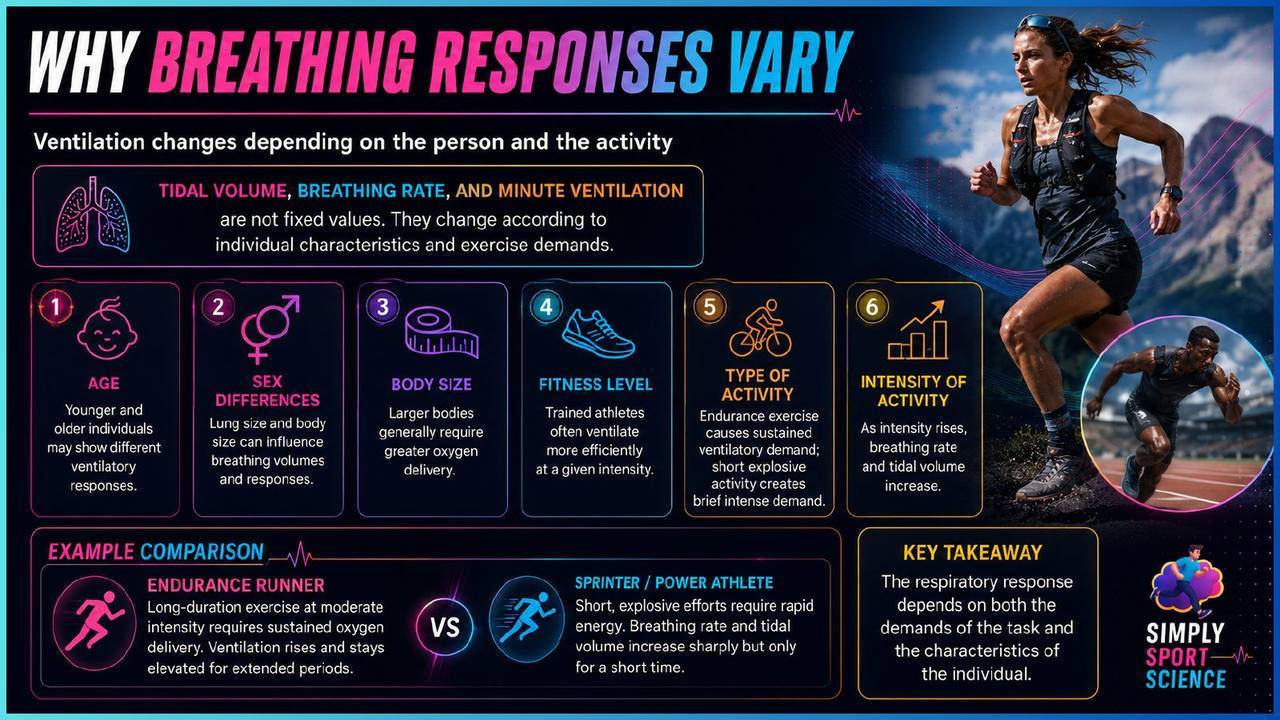 WHY BREATHING RESPONSES VARY
Ventilation changes depending on the person and the activity
TIDAL VOLUME, BREATHING RATE, AND MINUTE VENTILATION
are not fixed values. They change according to
individual characteristics and exercise demands.
1
AGE
Younger and
older individuals
may show different
ventilatory
responses.
2
SEX
DIFFERENCES
Lung size and body
size can influence
breathing volumes
and responses.
3
BODY SIZE
Larger bodies
generally require
greater oxygen
delivery.
4
FITNESS LEVEL
Trained athletes
often ventilate
more efficiently
at a given intensity.
5
TYPE OF
ACTIVITY
Endurance exercise
causes sustained
ventilatory demand;
short explosive
activity creates
brief intense demand.
6
INTENSITY OF
ACTIVITY
As intensity rises,
breathing rate
and tidal volume
increase.
EXAMPLE COMPARISON
ENDURANCE RUNNER
Long-duration exercise at moderate
intensity requires sustained oxygen
delivery. Ventilation rises and stays
elevated for extended periods.
VS
SPRINTER / POWER ATHLETE
Short, explosive efforts require rapid
energy. Breathing rate and tidal
volume increase sharply but only
for a short time.
KEY TAKEAWAY
The respiratory response
depends on both the
demands of the task and
the characteristics of
the individual.
SIMPLY
SPORT
SCIENCE